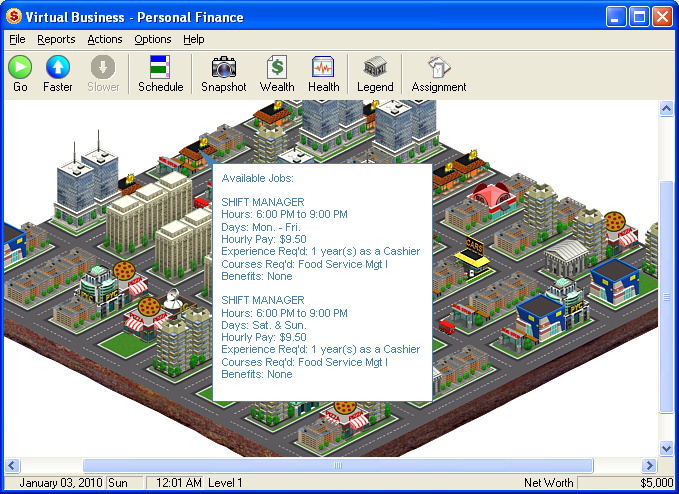 Virtual Business - Personal Finance
File Reports Actions Options Help
Go Faster Slower Schedule Snapshot Wealth Health Legend Assignment
Available Jobs:
SHIFT MANAGER
Hours: 6:00 PM to 9:00 PM
Days: Mon. - Fri.
Hourly Pay: $9.50
Experience Req'd: 1 year(s) as a Cashier
Courses Req'd: Food Service Mgt I
Benefits: None
SHIFT MANAGER
Hours: 6:00 PM to 9:00 PM
Days: Sat. & Sun.
Hourly Pay: $9.50
Experience Req'd: 1 year(s) as a Cashier
Courses Req'd: Food Service Mgt I
Benefits: None
CARS
January 03, 2010 Sun 12:01 AM Level 1 Net Worth $5,000